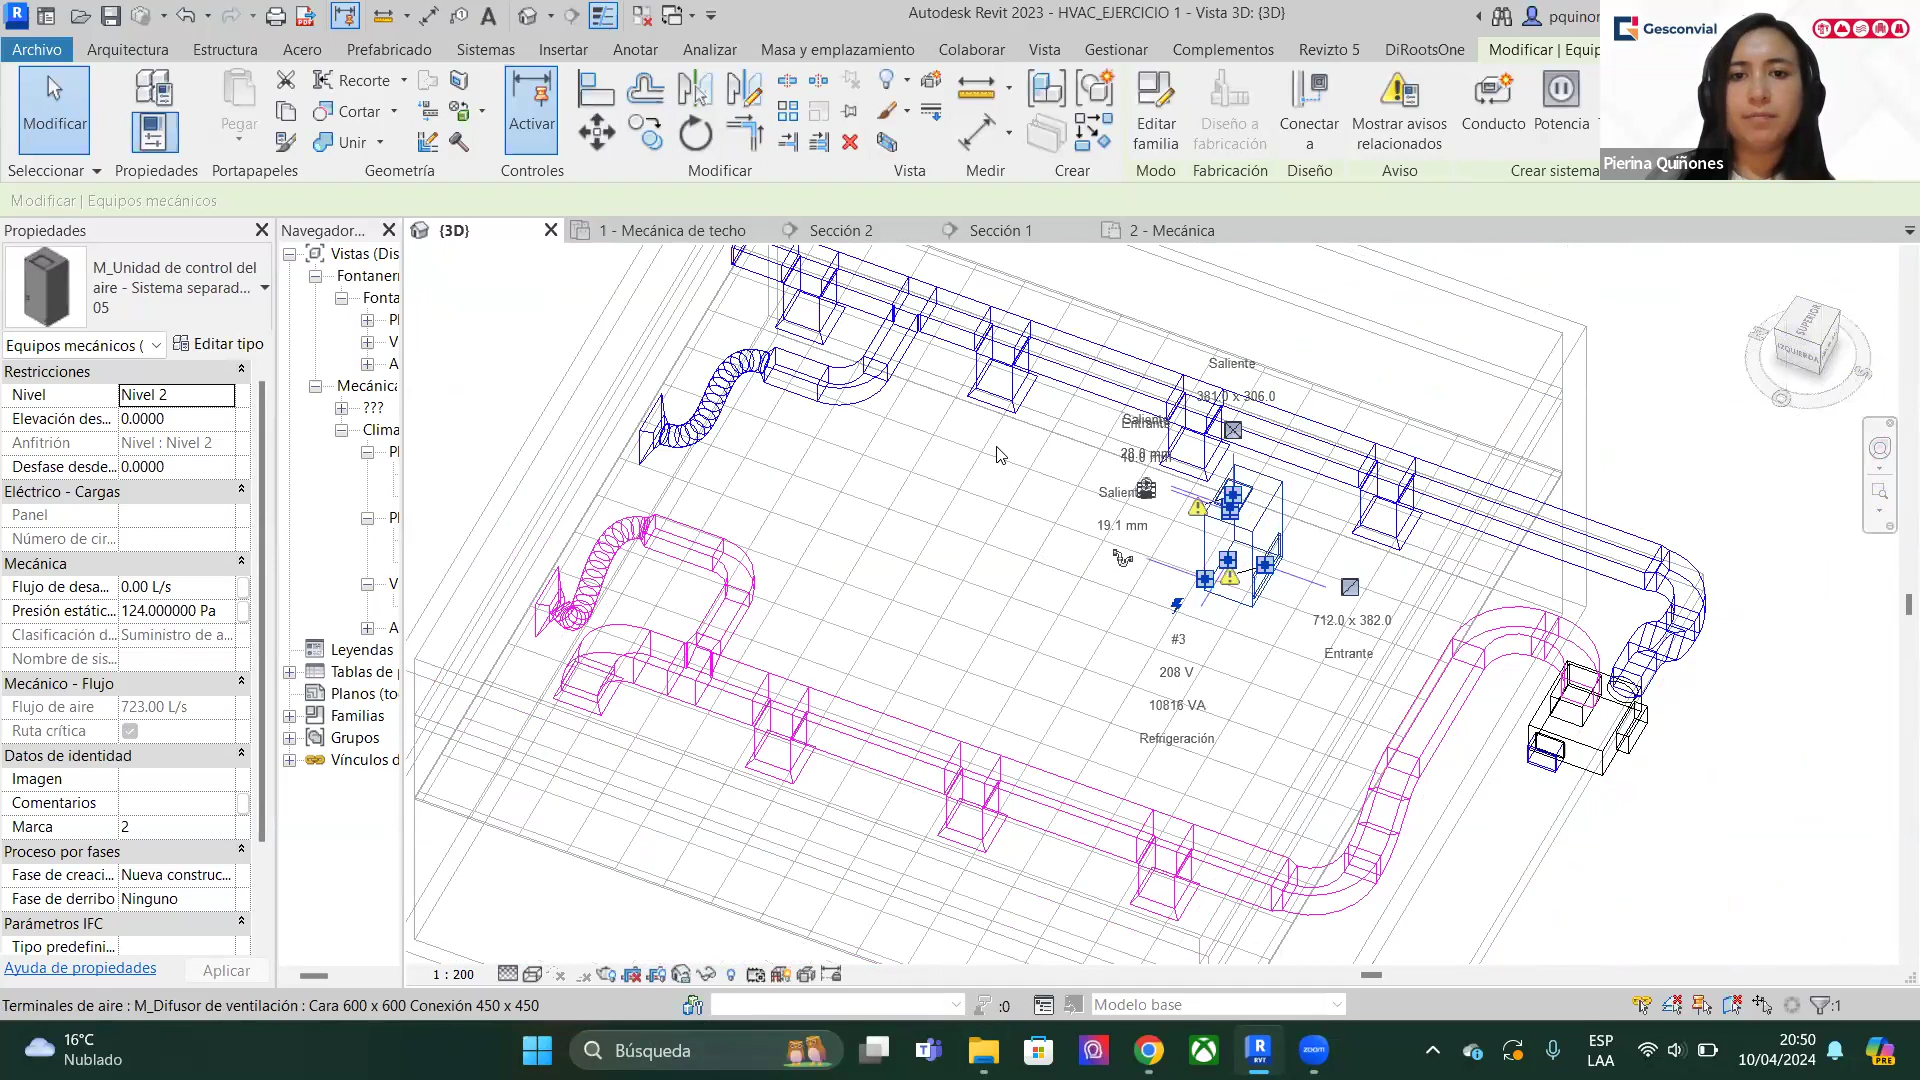 Autodesk Revit 2023 - HVAC_EJERCICIO 1 - Vista 3D: {3D}
pquinor
Gesconvial
Archivo Arquitectura Estructura Acero Prefabricado Sistemas Insertar Anotar Analizar Masa y emplazamiento Colaborar Vista Gestionar Complementos Revizto 5 DiRootsOne Modificar | Equip
Modificar
Pegar
Recorte
Cortar
Unir
Activar
Editar familia
Diseño a fabricación
Conectar a
Mostrar avisos relacionados
Conducto
Potencia
Pierina Quiñones
Seleccionar Propiedades Portapapeles Geometría Controles Modificar Vista Medir Crear Modo Fabricación Diseño Aviso Crear sistema
Modificar | Equipos mecánicos
Propiedades
Navegador...
{3D}
1 - Mecánica de techo
Sección 2
Sección 1
2 - Mecánica
M_Unidad de control del
aire - Sistema separad...
05
Equipos mecánicos (
Editar tipo
Restricciones
Nivel Nivel 2
Elevación des... 0.0000
Anfitrión Nivel : Nivel 2
Desfase desde... 0.0000
Eléctrico - Cargas
Panel
Número de cir...
Mecánica
Flujo de desa... 0.00 L/s
Presión estátic... 124.000000 Pa
Clasificación d... Suministro de a...
Nombre de sis...
Mecánico - Flujo
Flujo de aire 723.00 L/s
Ruta crítica
Datos de identidad
Imagen
Comentarios
Marca 2
Proceso por fases
Fase de creaci... Nueva construc...
Fase de derribo Ninguno
Parámetros IFC
Tipo predefini...
Ayuda de propiedades
Aplicar
Vistas (Dis
Fontaner
Fonta
Pl
V
A
Mecánica
???
Clima
Pl
Pl
V
A
Leyendas
Tablas de p
Planos (to
Familias
Grupos
Vínculos d
Saliente
381.0 x 306.0
Saliente
Entrante
28.6 mm
Salient
19.1 mm
#3
208 V
10816 VA
Refrigeración
712.0 x 382.0
Entrante
SUPERIOR
IZQUIERDA
1 : 200
Terminales de aire : M_Difusor de ventilación : Cara 600 x 600 Conexión 450 x 450
:0
Modelo base
:1
16°C
Nublado
Búsqueda
ESP
LAA
20:50
10/04/2024